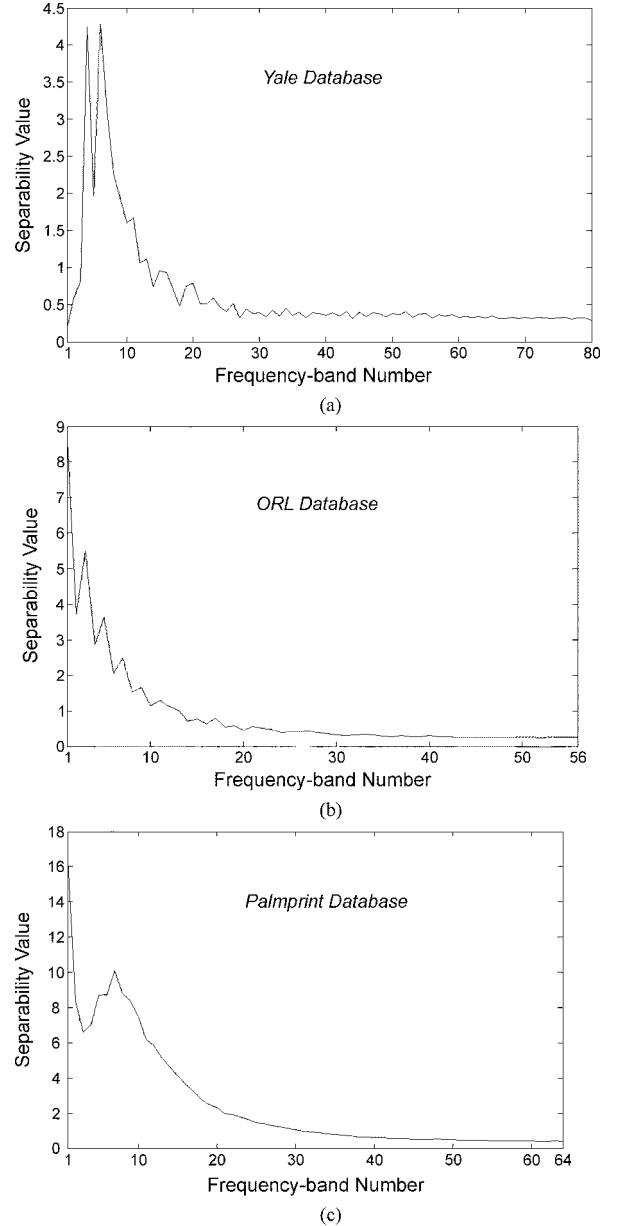 4.5
4
3.5
3
2.5
2
1.5
1
0.5
0
Separability Value
Yale Database
1 10 20 30 40 50 60 70 80
Frequency-band Number
(a)
9
8
7
6
5
4
3
2
1
0
Separability Value
ORL Database
1 10 20 30 40 50 56
Frequency-band Number
(b)
18
16
14
12
10
8
6
4
2
0
Separability Value
Palmprint Database
1 10 20 30 40 50 60 64
Frequency-band Number
(c)